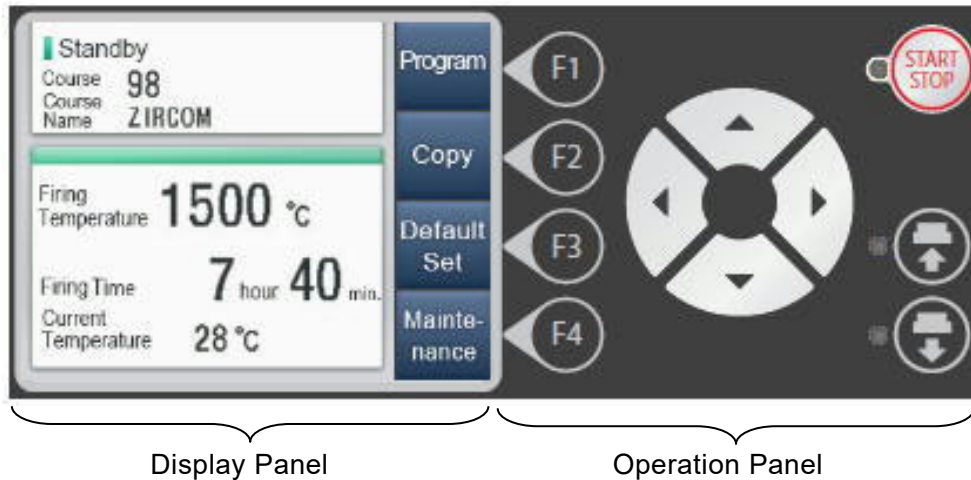 Standby
Course 98
Course Name ZIRCOM
Firing Temperature 1500 °C
Firing Time 7 hour 40 min.
Current Temperature 28 °C
Program
Copy
Default Set
Mainte-
nance
F1
F2
F3
F4
START
STOP
Display Panel
Operation Panel